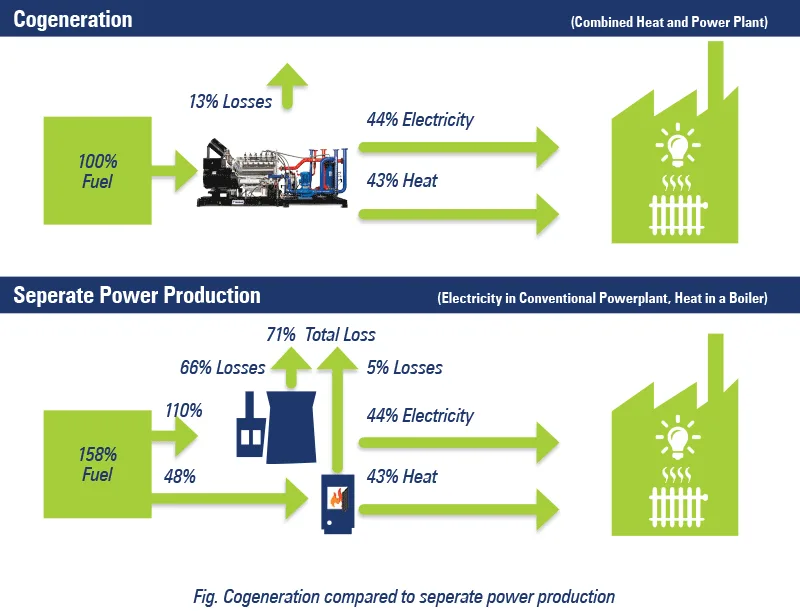 Cogeneration
(Combined Heat and Power Plant)
13% Losses
100%
Fuel
44% Electricity
43% Heat
Seperate Power Production
(Electricity in Conventional Powerplant, Heat in a Boiler)
71% Total Loss
66% Losses
5% Losses
110%
44% Electricity
158%
Fuel
48%
43% Heat
Fig. Cogeneration compared to seperate power production